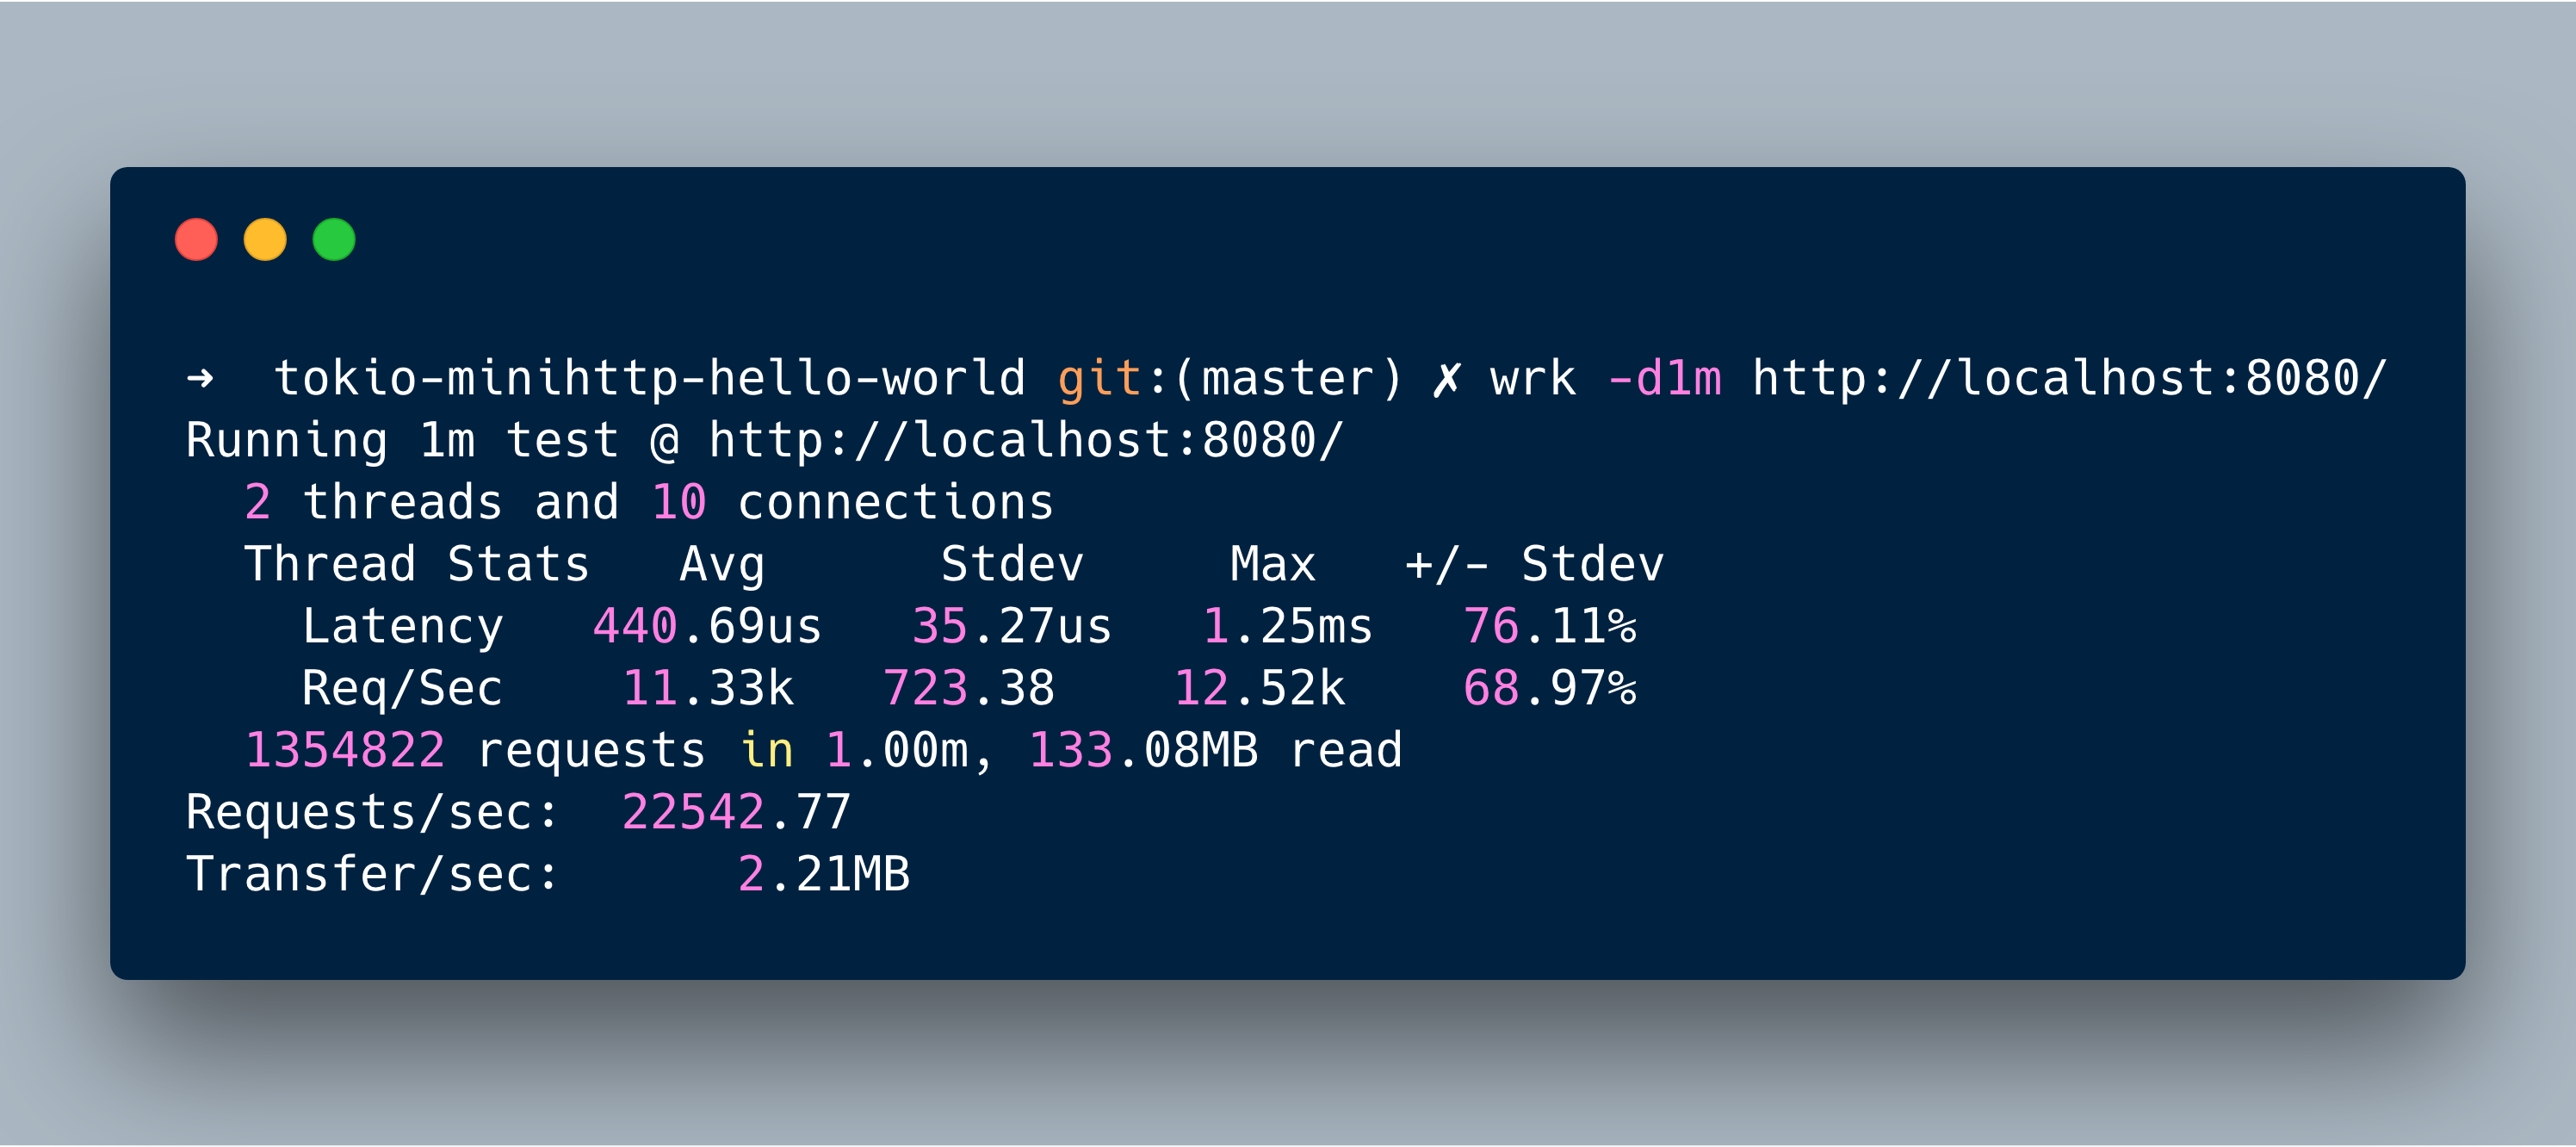 ➜  tokio-minihttp-hello-world git:(master) ✗ wrk -d1m http://localhost:8080/
Running 1m test @ http://localhost:8080/
  2 threads and 10 connections
  Thread Stats   Avg      Stdev     Max   +/- Stdev
    Latency   440.69us   35.27us   1.25ms   76.11%
    Req/Sec    11.33k   723.38    12.52k    68.97%
  1354822 requests in 1.00m, 133.08MB read
Requests/sec:  22542.77
Transfer/sec:      2.21MB